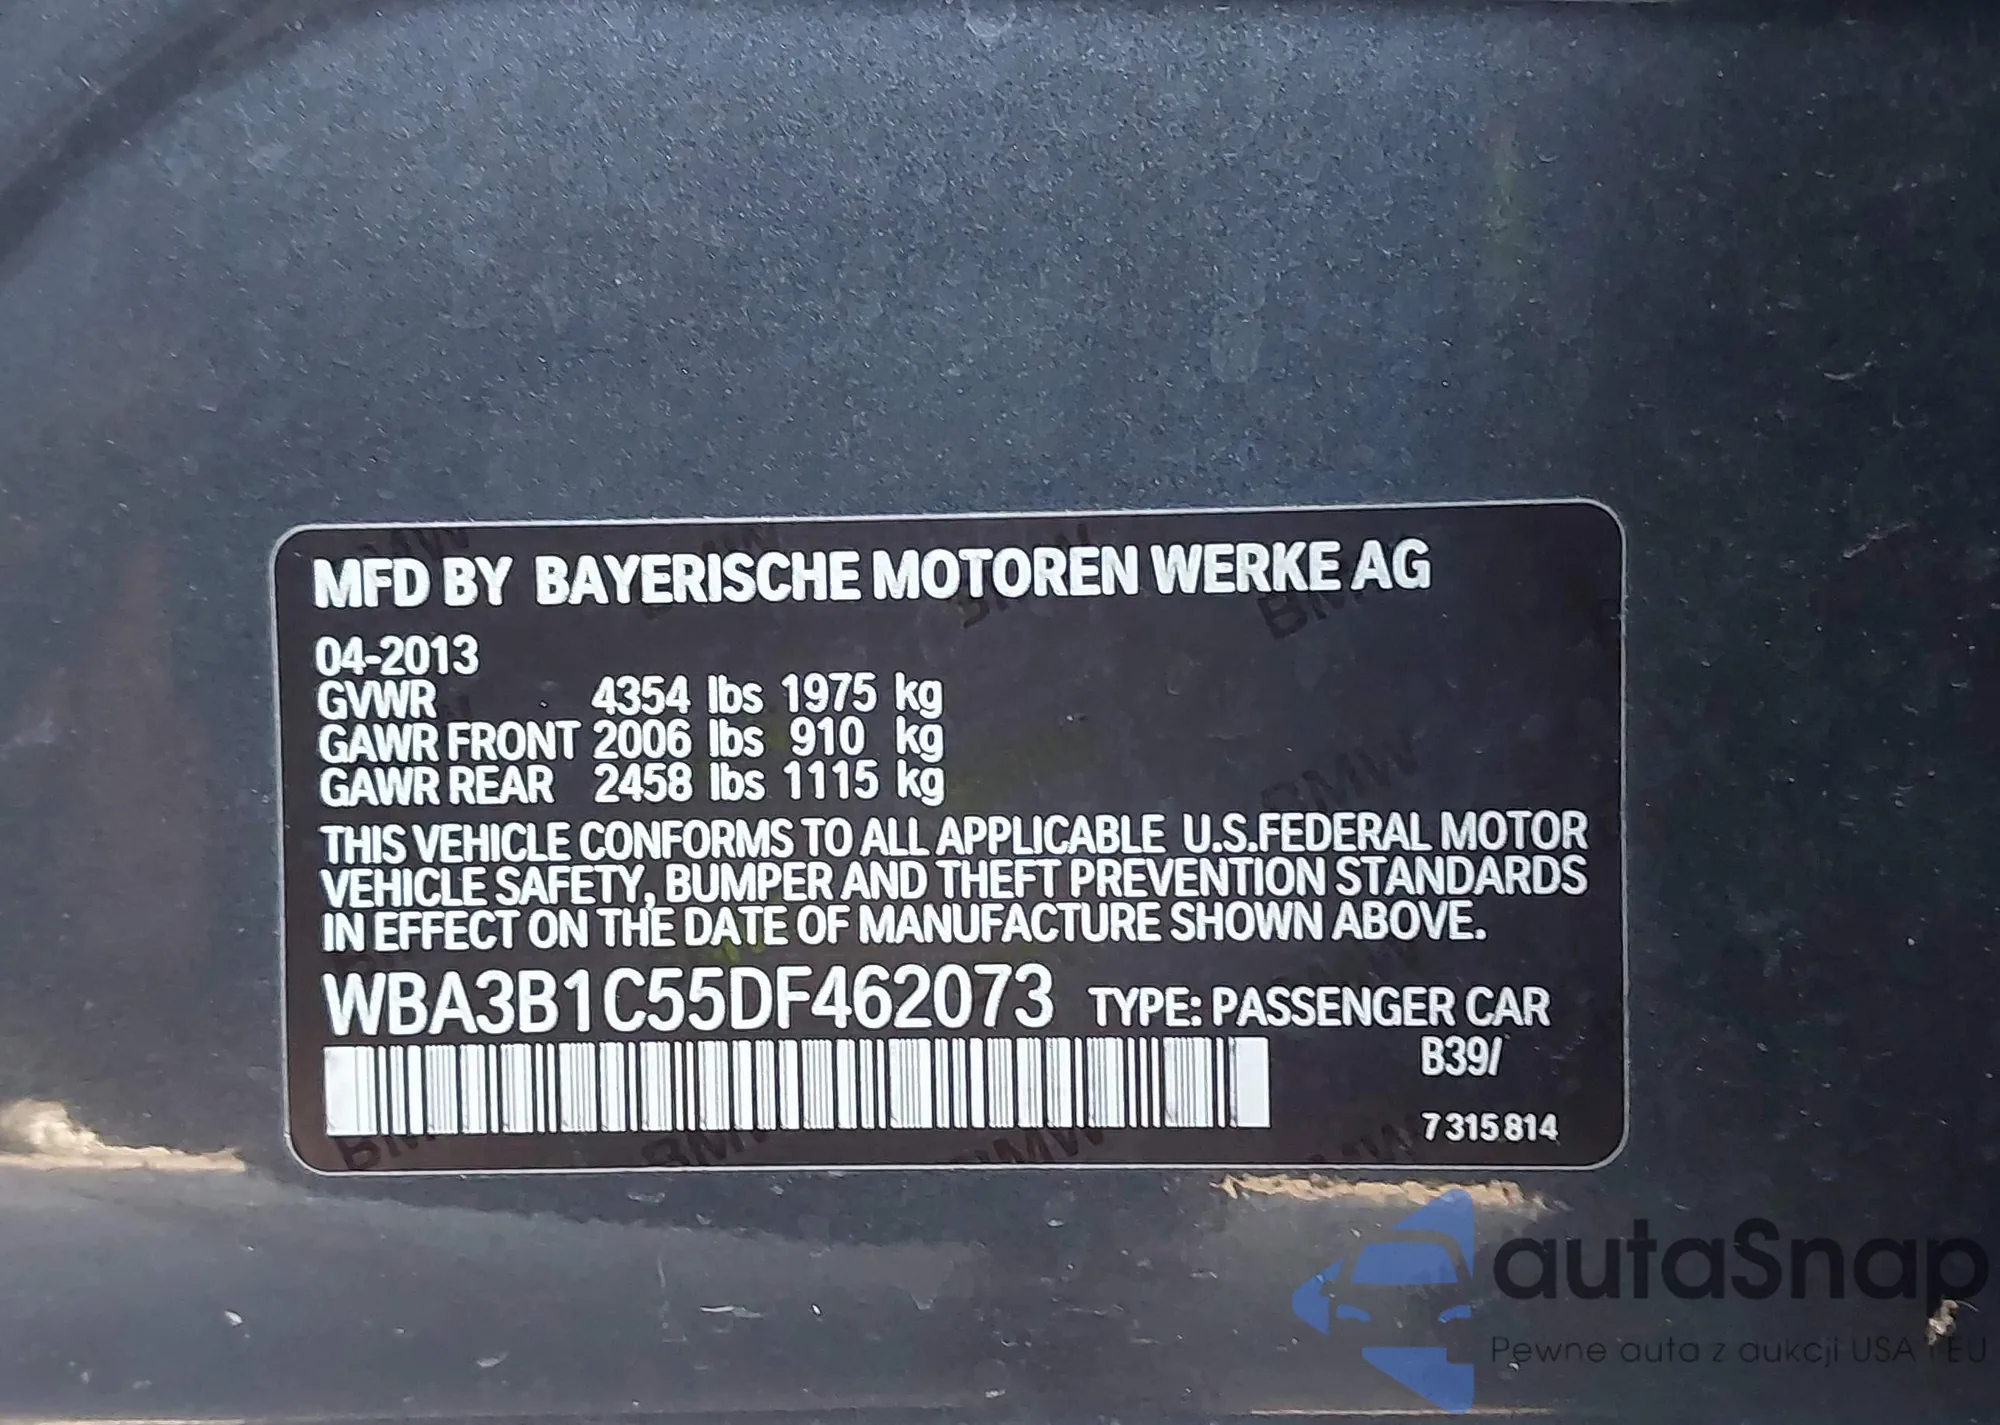 MFD BY BAYERISCHE MOTOREN WERKE AG
04-2013
GVWR 4354 lbs 1975 kg
GAWR FRONT 2006 lbs 910 kg
GAWR REAR 2458 lbs 1115 kg
THIS VEHICLE CONFORMS TO ALL APPLICABLE U.S.FEDERAL MOTOR
VEHICLE SAFETY, BUMPER AND THEFT PREVENTION STANDARDS
IN EFFECT ON THE DATE OF MANUFACTURE SHOWN ABOVE.
WBA3B1C55DF462073 TYPE: PASSENGER CAR
B39/
7 315 814
autaSnap
Pewne auta z aukcji USA i EU